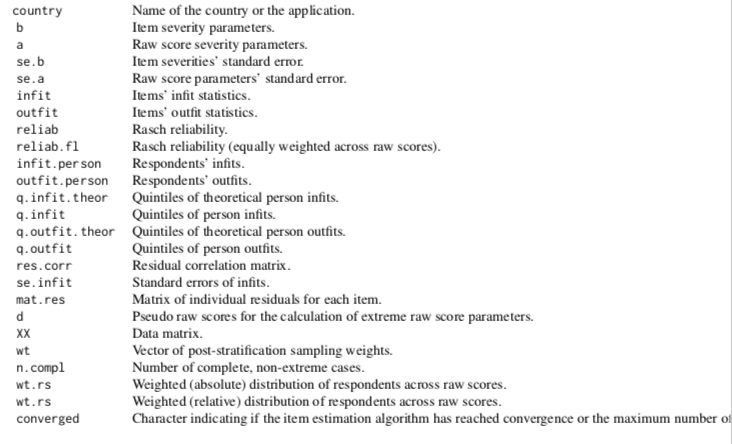 country Name of the country or the application.
b Item severity parameters.
a Raw score severity parameters.
se.b Item severities' standard error.
se.a Raw score parameters' standard error.
infit Items' infit statistics.
outfit Items' outfit statistics.
reliab Rasch reliability.
reliab.fl Rasch reliability (equally weighted across raw scores).
infit.person Respondents' infits.
outfit.person Respondents' outfits.
q.infit.theor Quintiles of theoretical person infits.
q.infit Quintiles of person infits.
q.outfit.theor Quintiles of theoretical person outfits.
q.outfit Quintiles of person outfits.
res.corr Residual correlation matrix.
se.infit Standard errors of infits.
mat.res Matrix of individual residuals for each item.
d Pseudo raw scores for the calculation of extreme raw score parameters.
XX Data matrix.
wt Vector of post-stratification sampling weights.
n.compl Number of complete, non-extreme cases.
wt.rs Weighted (absolute) distribution of respondents across raw scores.
wt.rs Weighted (relative) distribution of respondents across raw scores.
converged Character indicating if the item estimation algorithm has reached convergence or the maximum number of